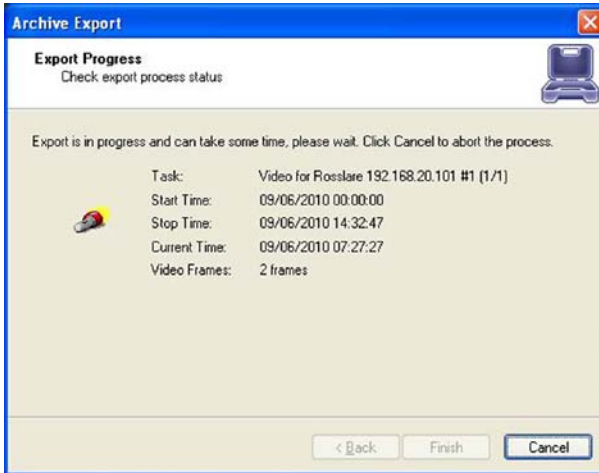 Archive Export
Export Progress
Check export process status
Export is in progress and can take some time, please wait. Click Cancel to abort the process.
Task: Video for Rosslare 192.168.20.101 #1 (1/1)
Start Time: 09/06/2010 00:00:00
Stop Time: 09/06/2010 14:32:47
Current Time: 09/06/2010 07:27:27
Video Frames: 2 frames
< Back Finish Cancel